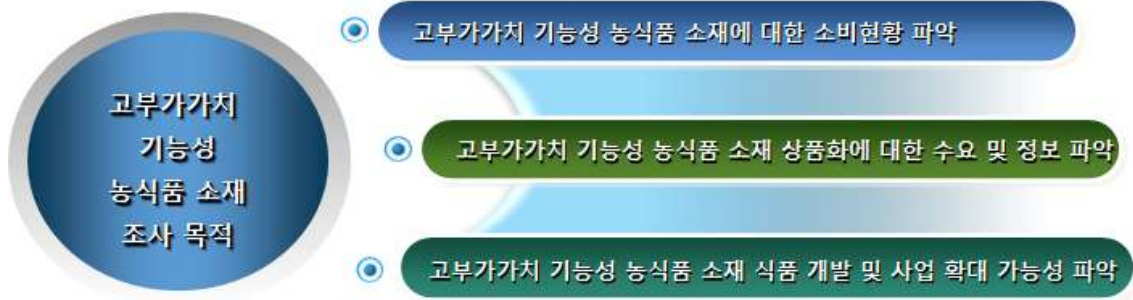 고부가가치
기능성
농식품 소재
조사 목적
고부가가치 기능성 농식품 소재에 대한 소비현황 파악
고부가가치 기능성 농식품 소재 상품화에 대한 수요 및 정보 파악
고부가가치 기능성 농식품 소재 식품 개발 및 사업 확대 가능성 파악